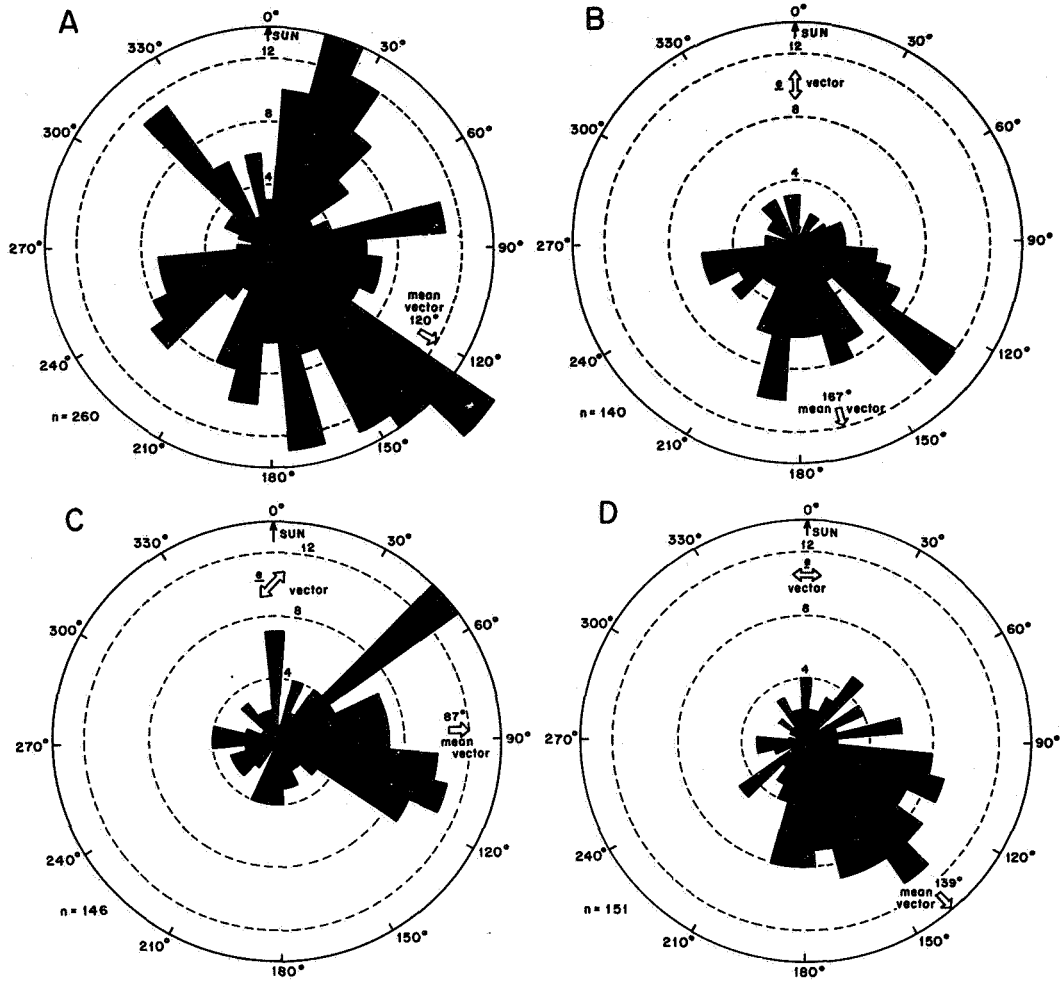 A
0°
SUN
12
8
4
30°
60°
90°
120°
150°
180°
210°
240°
270°
300°
330°
mean
vector
120°
n = 260
B
0°
SUN
12
e vector
8
4
30°
60°
90°
120°
150°
180°
210°
240°
270°
300°
330°
167°
mean vector
n = 140
C
0°
SUN
12
e
vector
8
4
30°
60°
90°
120°
150°
180°
210°
240°
270°
300°
330°
87°
mean
vector
n = 146
D
0°
SUN
12
e
vector
8
4
30°
60°
90°
120°
150°
180°
210°
240°
270°
300°
330°
139°
mean
vector
n = 151